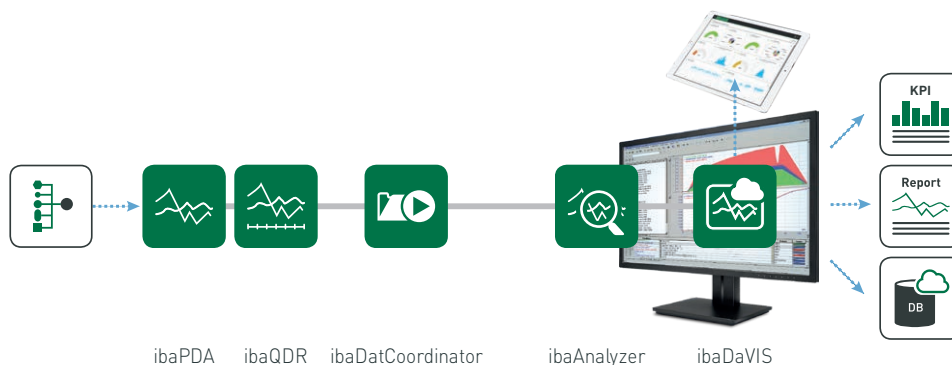 KPI
Report
DB
ibaPDA
ibaQDR
ibaDatCoordinator
ibaAnalyzer
ibaDaVIS